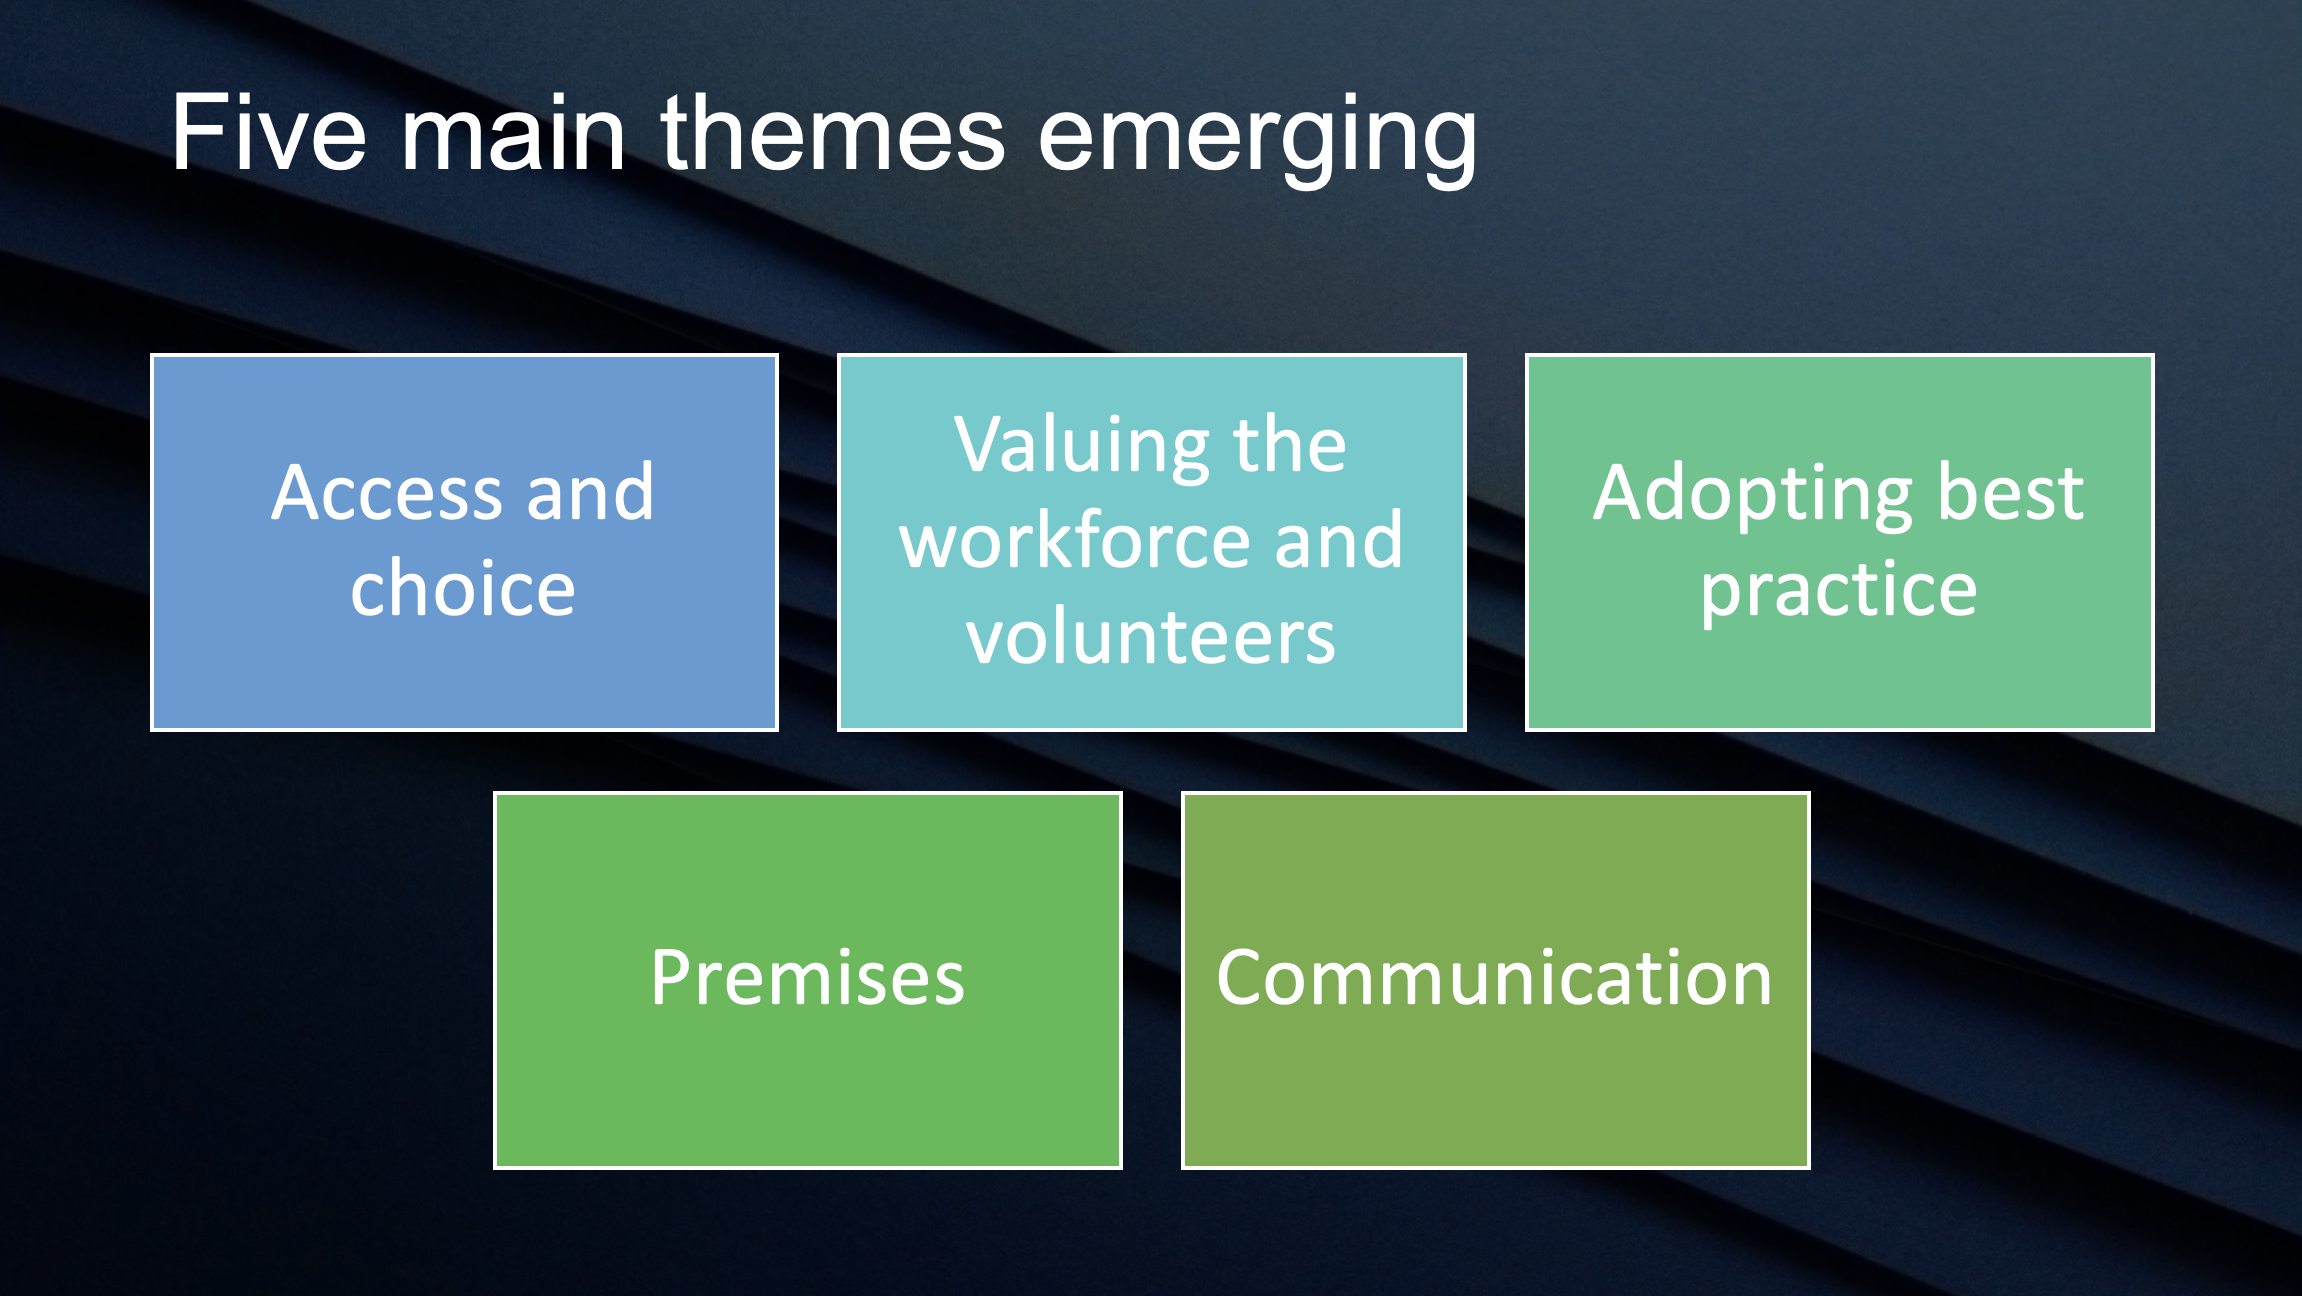 Five main themes emerging
Access and
choice
Valuing the
workforce and
volunteers
Adopting best
practice
Premises
Communication